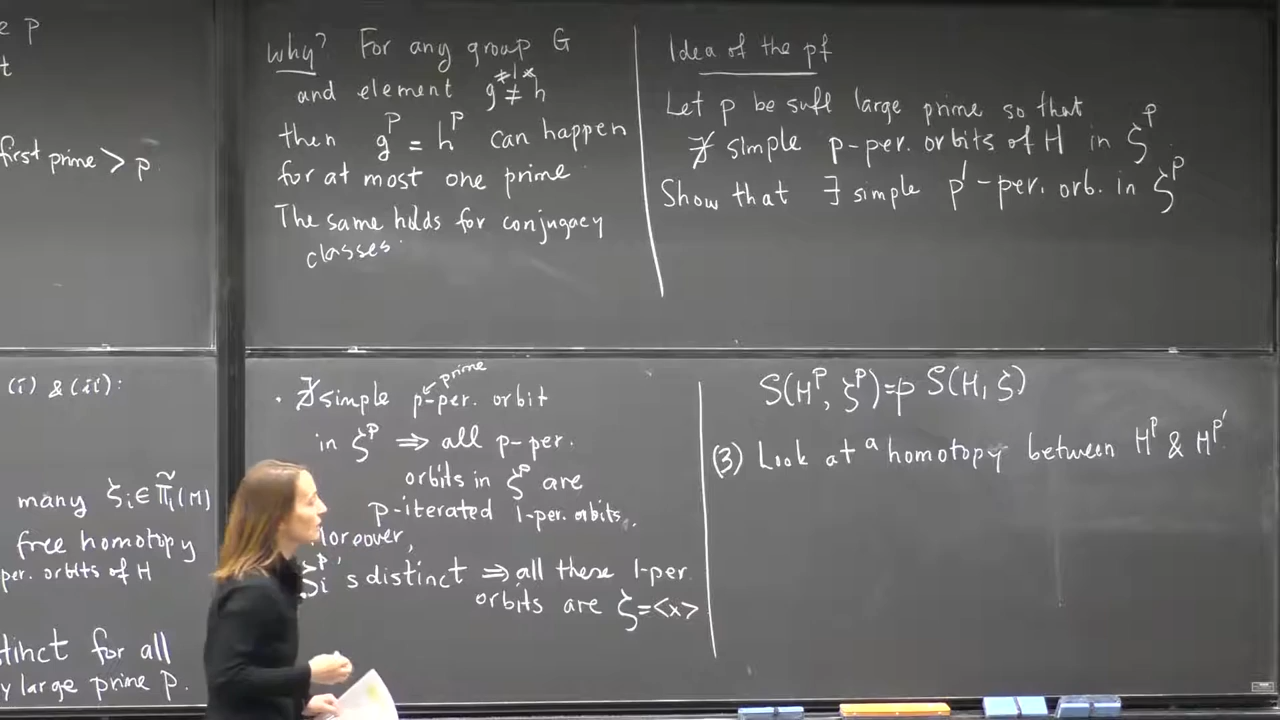 e p
t
first prime > p
why? For any group G
and element g ≠ h
then g^p = h^p can happen
for at most one prime
The same holds for conjugacy
classes.
Idea of the pf
Let p be suff large prime so that
∄ simple p-per. orbits of H in ζ^p.
Show that ∃ simple p'-per. orb. in ζ^p
(i) & (ii):
many ζ_i ∈ π̃_1(M)
free homotopy
per. orbits of H
tinct for all
y large prime p.
prime
· ∄ simple p-per. orbit
in ζ^p ⇒ all p-per.
orbits in ζ^p are
p-iterated 1-per. orbits.
oreover,
ζ_i^p's distinct ⇒ all these 1-per.
orbits are ζ=<x>
S(H^p, ζ^p)=p S(H, ζ)
(3) Look at a homotopy between H^p & H^p'